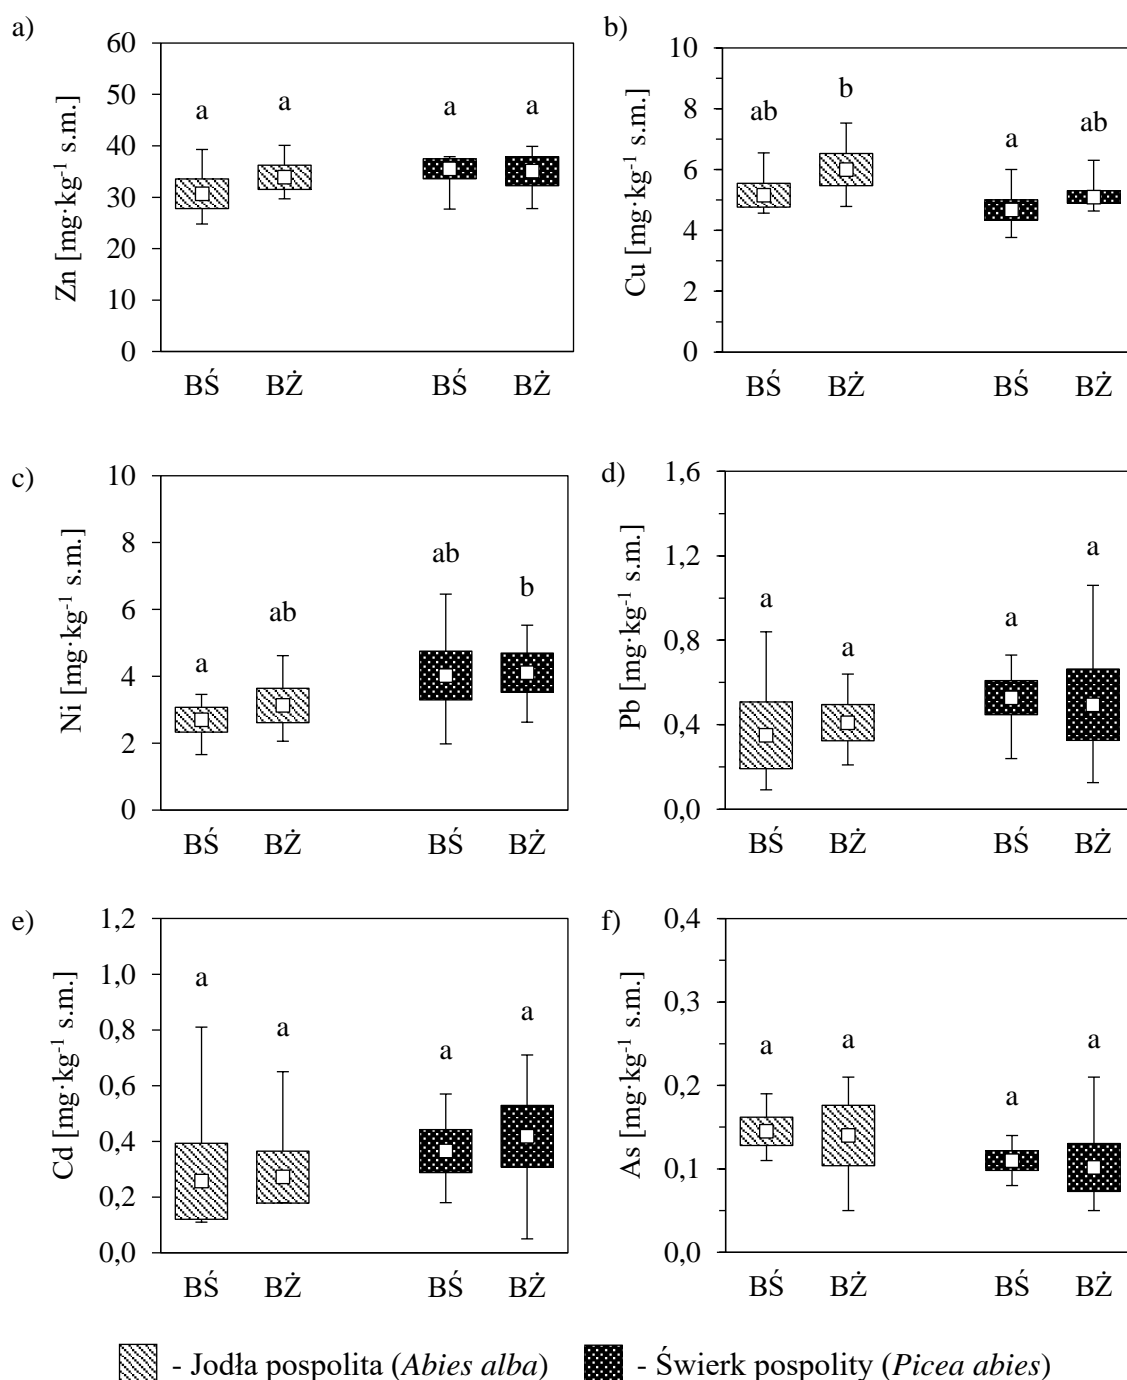 a)
Zn [mg·kg⁻¹ s.m.]
60
50
40
30
20
10
0
a
a
a
a
BŚ
BŻ
BŚ
BŻ
b)
Cu [mg·kg⁻¹ s.m.]
10
8
6
4
2
0
ab
b
a
ab
BŚ
BŻ
BŚ
BŻ
c)
Ni [mg·kg⁻¹ s.m.]
10
8
6
4
2
0
a
ab
ab
b
BŚ
BŻ
BŚ
BŻ
d)
Pb [mg·kg⁻¹ s.m.]
1,6
1,2
0,8
0,4
0,0
a
a
a
a
BŚ
BŻ
BŚ
BŻ
e)
Cd [mg·kg⁻¹ s.m.]
1,2
1,0
0,8
0,6
0,4
0,2
0,0
a
a
a
a
BŚ
BŻ
BŚ
BŻ
f)
As [mg·kg⁻¹ s.m.]
0,4
0,3
0,2
0,1
0,0
a
a
a
a
BŚ
BŻ
BŚ
BŻ
- Jodła pospolita (Abies alba)
- Świerk pospolity (Picea abies)